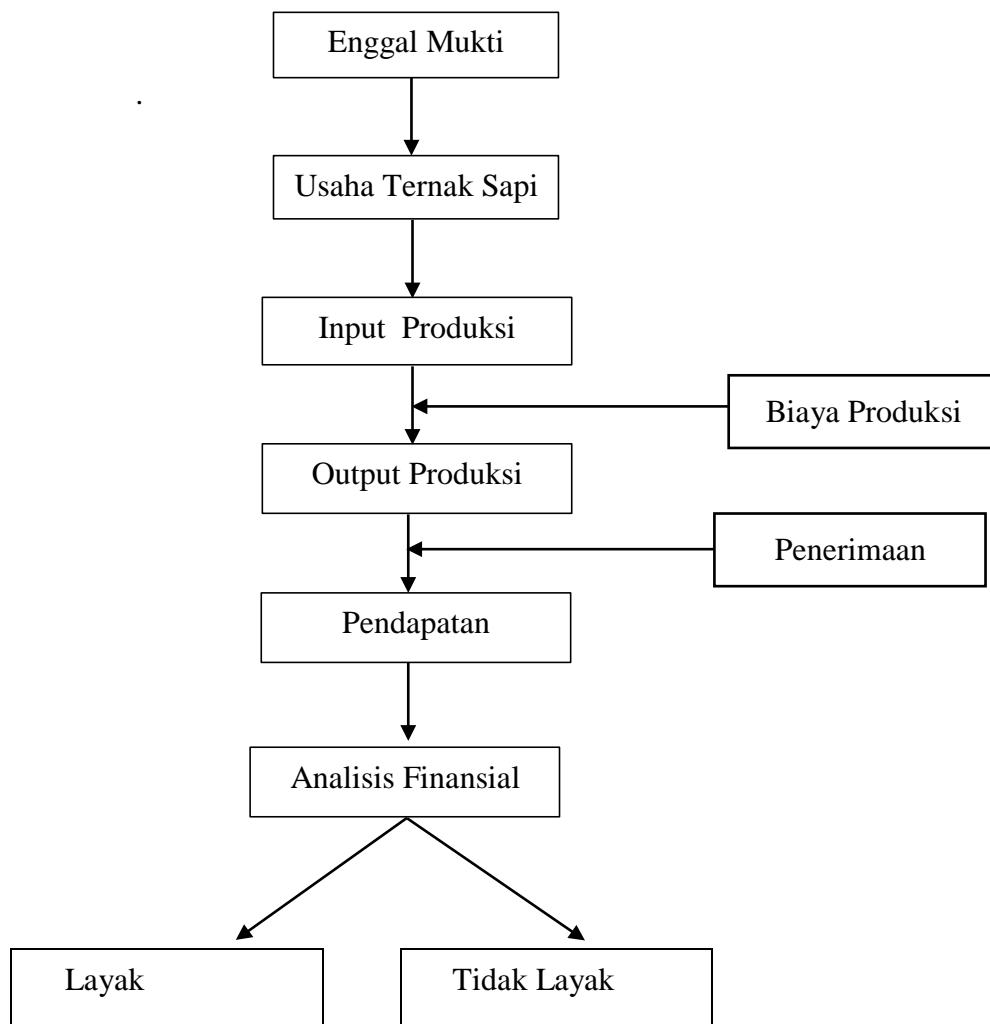 Enggal Mukti
.
Usaha Ternak Sapi
Input Produksi
Biaya Produksi
Output Produksi
Penerimaan
Pendapatan
Analisis Finansial
Layak
Tidak Layak